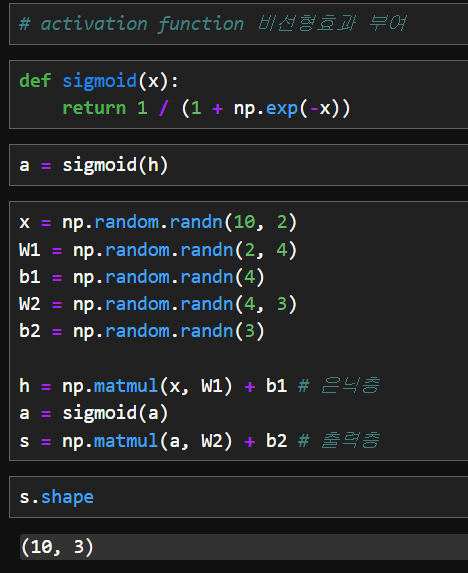 # activation function 비선형효과 부여
def sigmoid(x):
    return 1 / (1 + np.exp(-x))
a = sigmoid(h)
x = np.random.randn(10, 2)
W1 = np.random.randn(2, 4)
b1 = np.random.randn(4)
W2 = np.random.randn(4, 3)
b2 = np.random.randn(3)
h = np.matmul(x, W1) + b1 # 은닉층
a = sigmoid(a)
s = np.matmul(a, W2) + b2 # 출력층
s.shape
(10, 3)